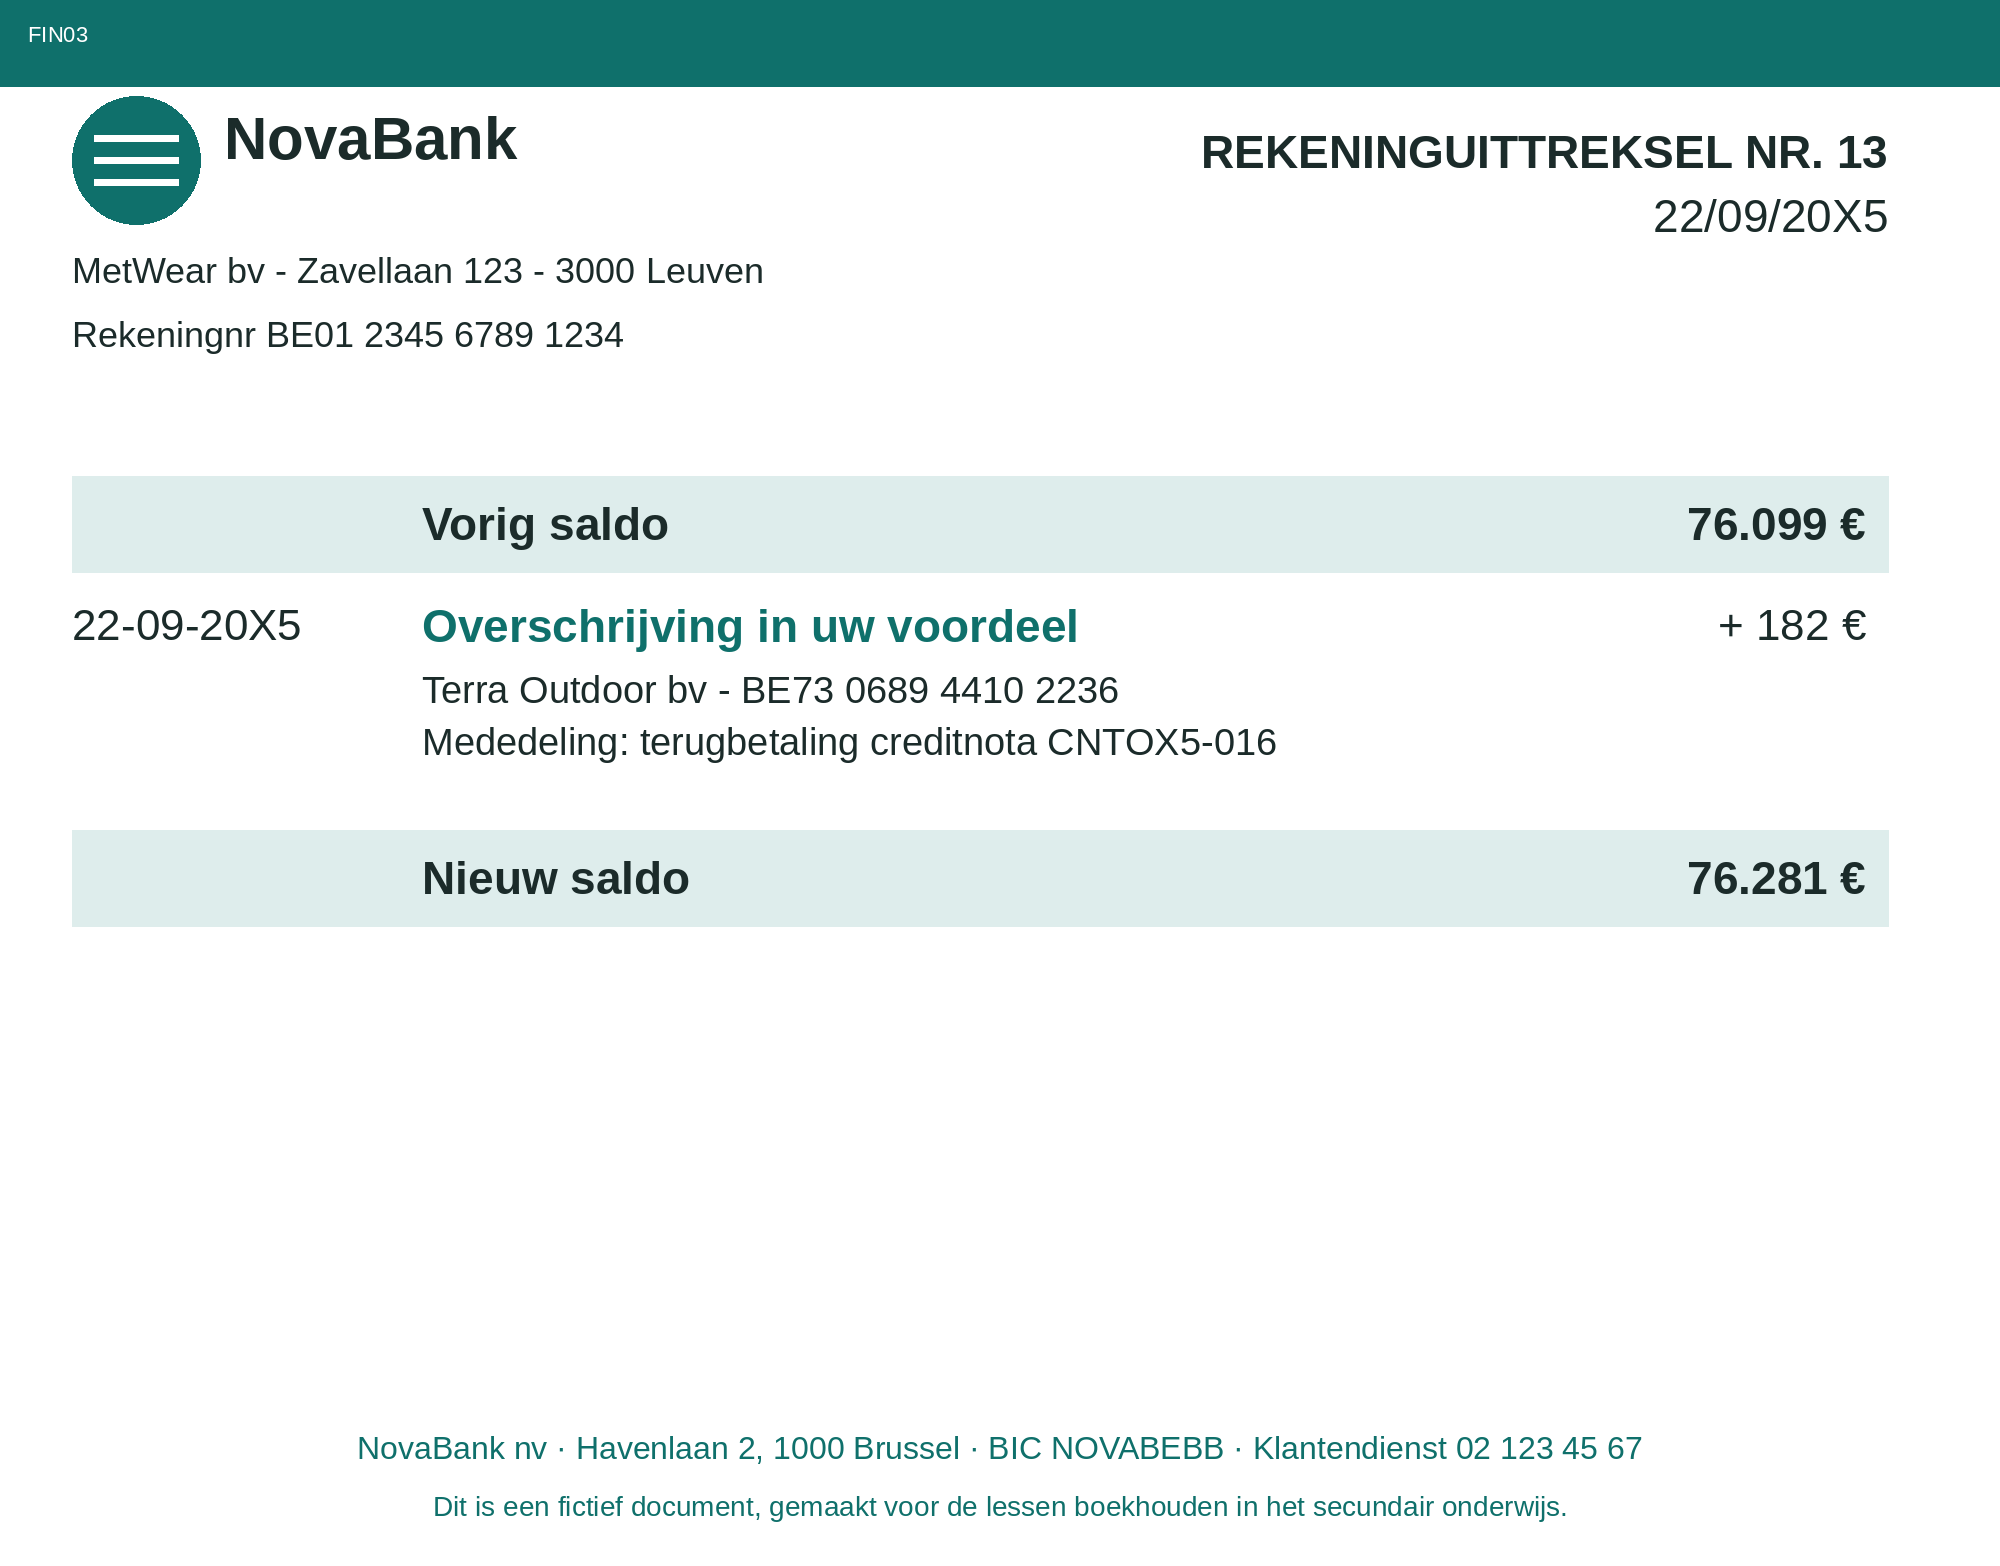 FIN03
NovaBank
REKENINGUITTREKSEL NR. 13
22/09/20X5
MetWear bv - Zavellaan 123 - 3000 Leuven
Rekeningnr BE01 2345 6789 1234
Vorig saldo 76.099 €
22-09-20X5 Overschrijving in uw voordeel + 182 €
Terra Outdoor bv - BE73 0689 4410 2236
Mededeling: terugbetaling creditnota CNTOX5-016
Nieuw saldo 76.281 €
NovaBank nv · Havenlaan 2, 1000 Brussel · BIC NOVABEBB · Klantendienst 02 123 45 67
Dit is een fictief document, gemaakt voor de lessen boekhouden in het secundair onderwijs.